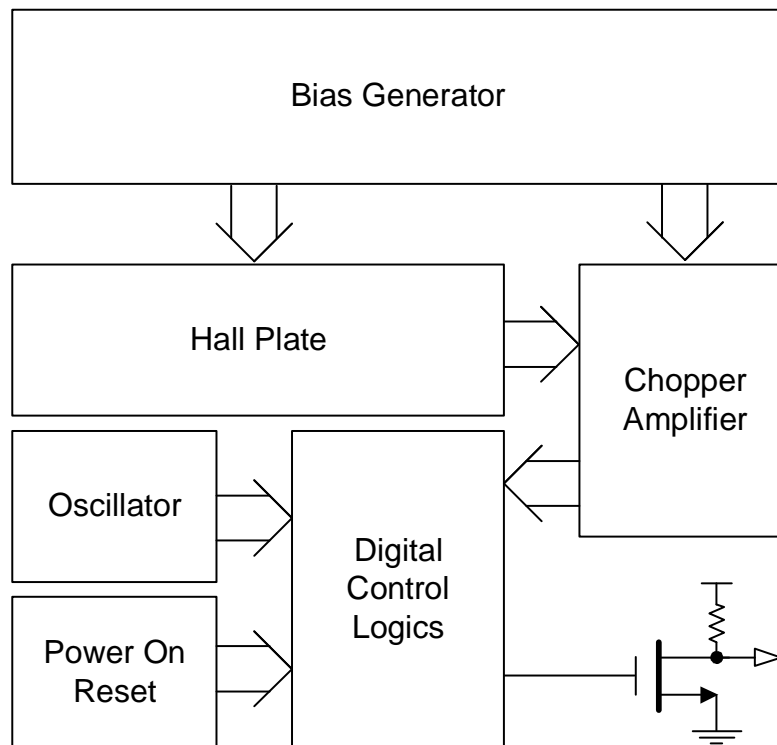 Bias Generator
Hall Plate
Chopper
Amplifier
Oscillator
Digital
Control
Logics
Power On
Reset